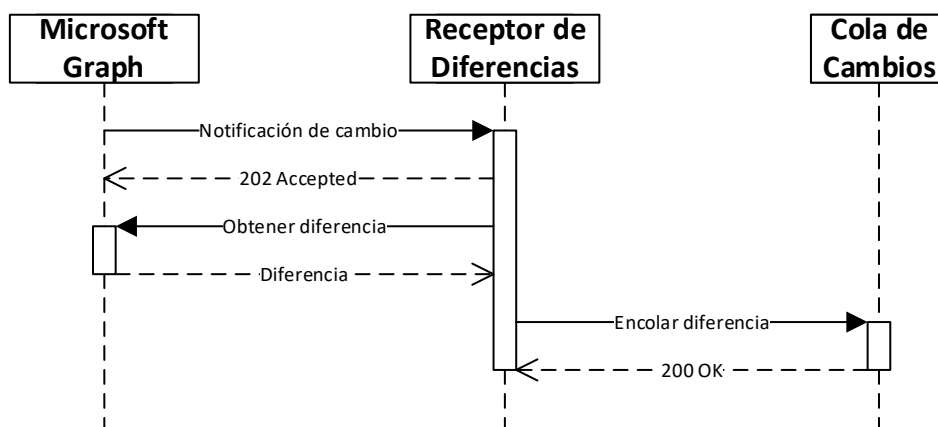 Microsoft
Graph
Receptor de
Diferencias
Cola de
Cambios
Notificación de cambio
202 Accepted
Obtener diferencia
Diferencia
Encolar diferencia
200 OK